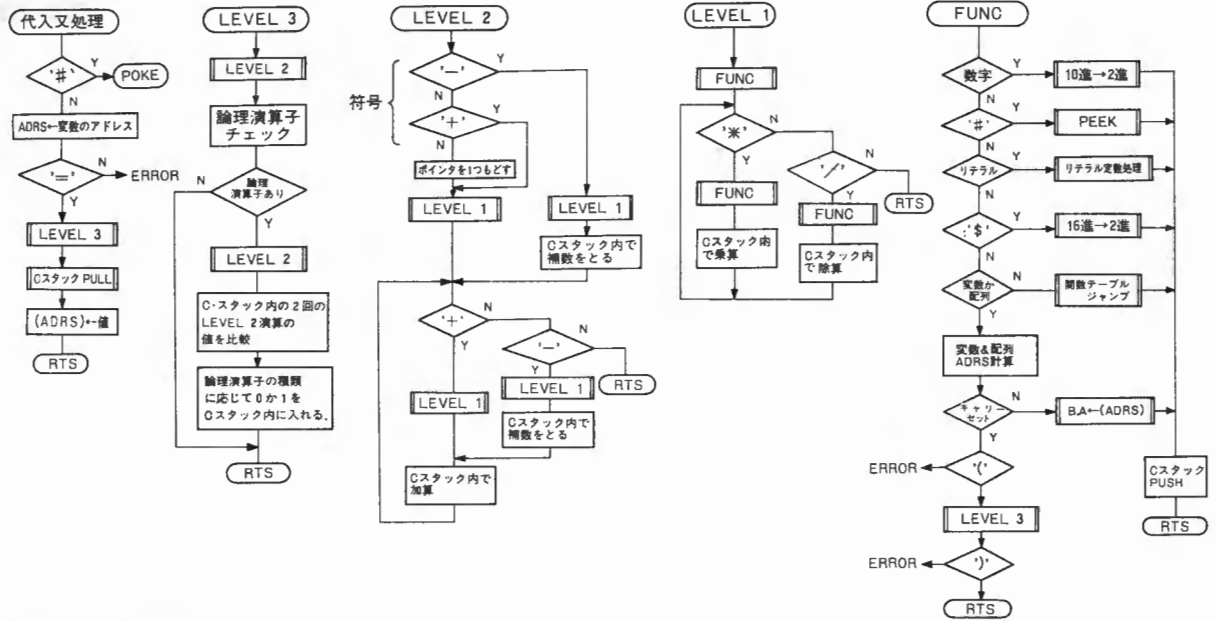 代入又処理
'#'
Y
POKE
N
ADRS←変数のアドレス
'='
N
ERROR
Y
LEVEL 3
CスタックPULL
(ADRS)←値
RTS
LEVEL 3
LEVEL 2
論理演算子
チェック
N
論理
演算子あり
Y
LEVEL 2
C・スタック内の2回の
LEVEL 2演算の
値を比較
論理演算子の種類
に応じて0か1を
Cスタック内に入れる.
RTS
LEVEL 2
符号
'−'
Y
N
'+'
Y
N
ポインタを1つもどす
LEVEL 1
LEVEL 1
Cスタック内で
補数をとる
'+'
N
Y
'−'
N
Y
RTS
LEVEL 1
LEVEL 1
Cスタック内で
補数をとる
Cスタック内で
加算
LEVEL 1
FUNC
'*'
N
Y
'/'
N
Y
RTS
FUNC
FUNC
Cスタック内
で乗算
Cスタック内
で除算
FUNC
数字
Y
10進→2進
N
'#'
Y
PEEK
N
リテラル
Y
リテラル定数処理
N
:'$'
Y
16進→2進
N
変数か
配列
N
関数テーブル
ジャンプ
Y
変数&配列
ADRS計算
キャリー
セット
N
B.A←(ADRS)
Y
'('
ERROR
LEVEL 3
')'
ERROR
RTS
Cスタック
PUSH
RTS